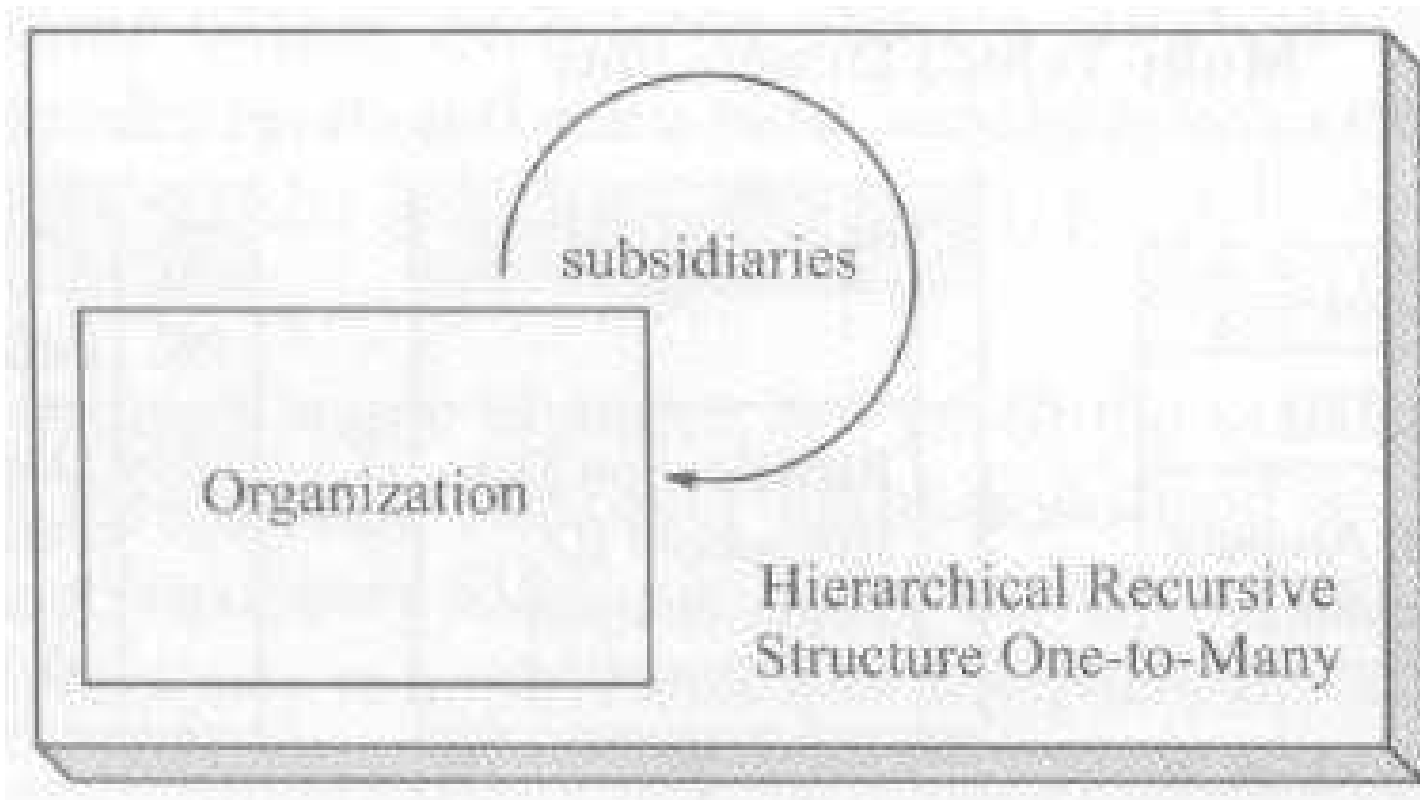 subsidiaries
Organization
Hierarchical Recursive
Structure One-to-Many